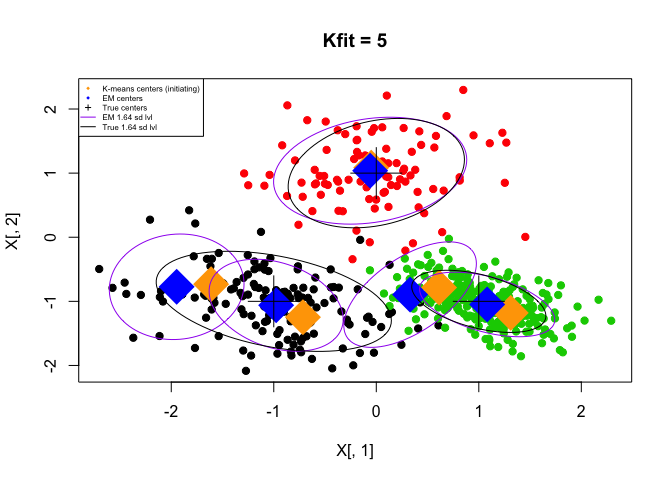 Kfit = 5
K-means centers (initiating)
EM centers
True centers
EM 1.64 sd lvl
True 1.64 sd lvl
X[, 2]
2
1
0
-1
-2
-2 -1 0 1 2
X[, 1]